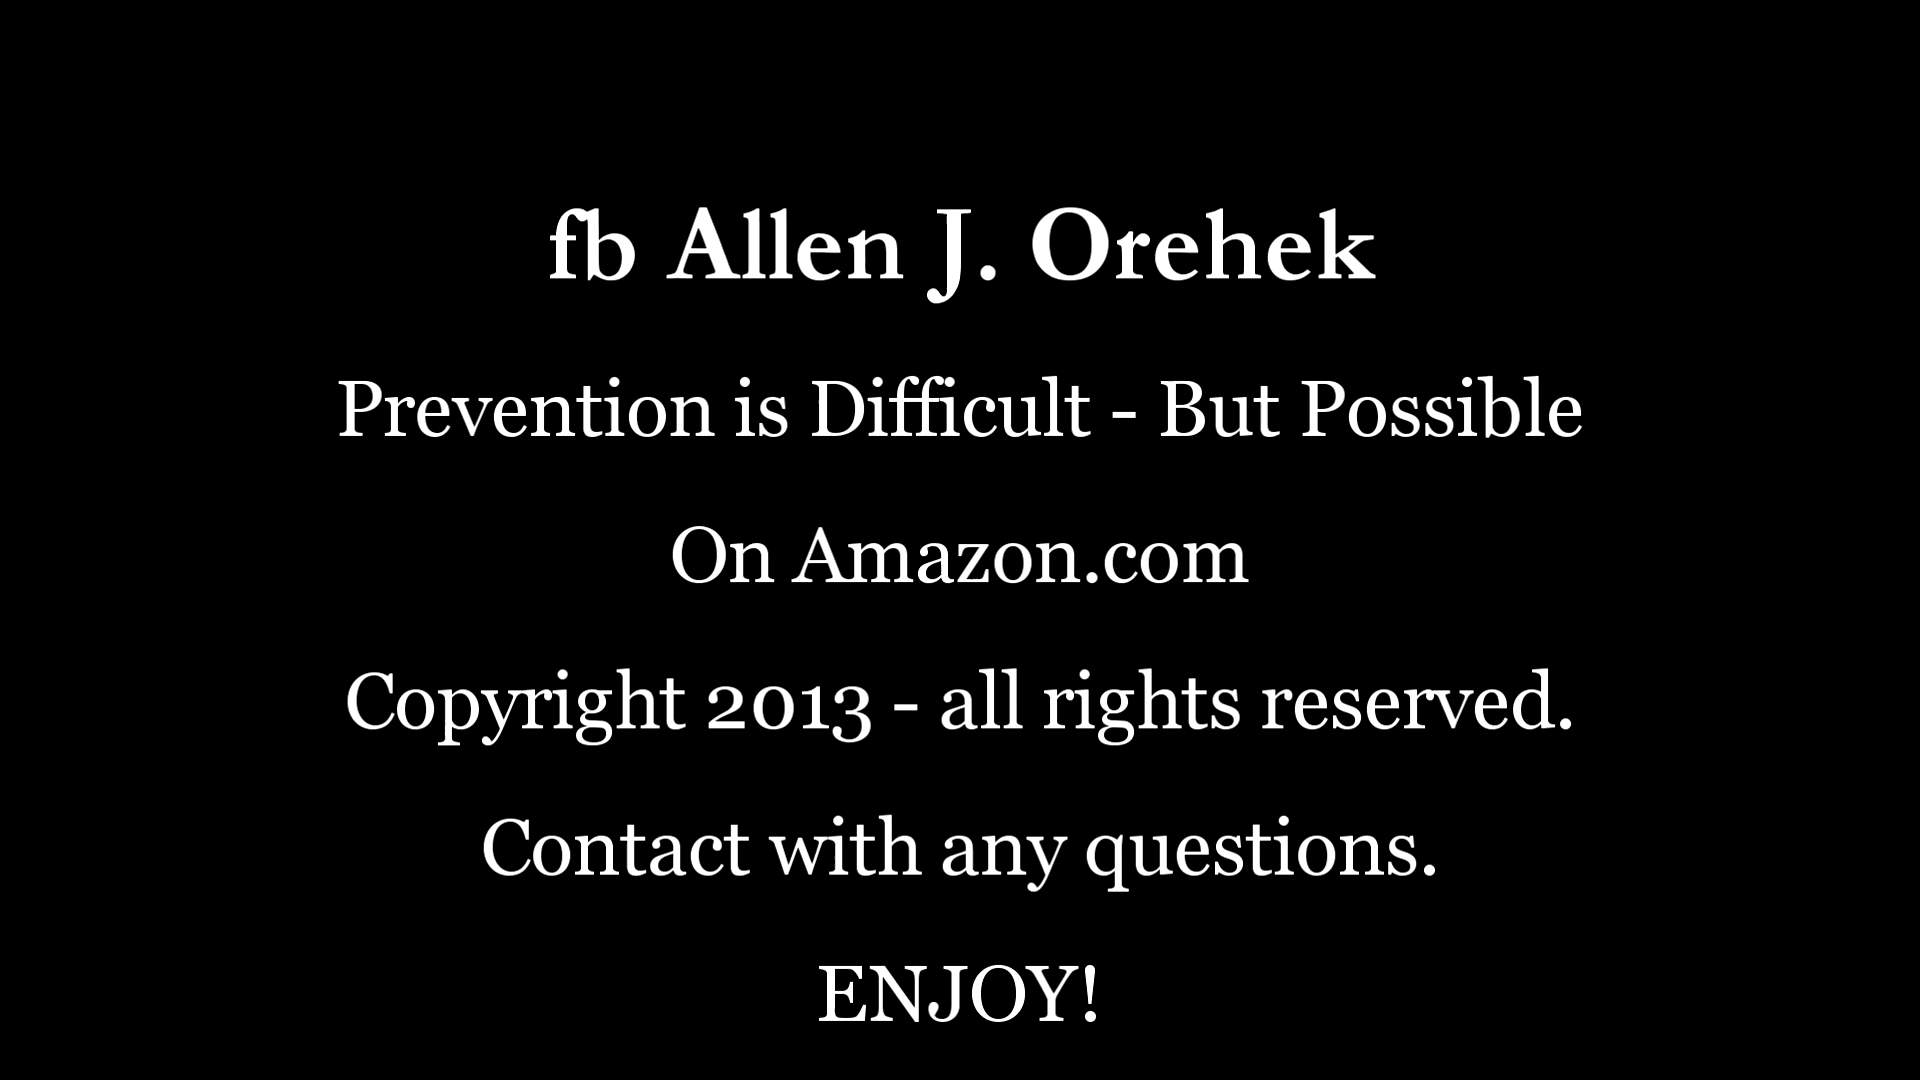 fb Allen J. Orehek
Prevention is Difficult - But Possible
On Amazon.com
Copyright 2013 - all rights reserved.
Contact with any questions.
ENJOY!